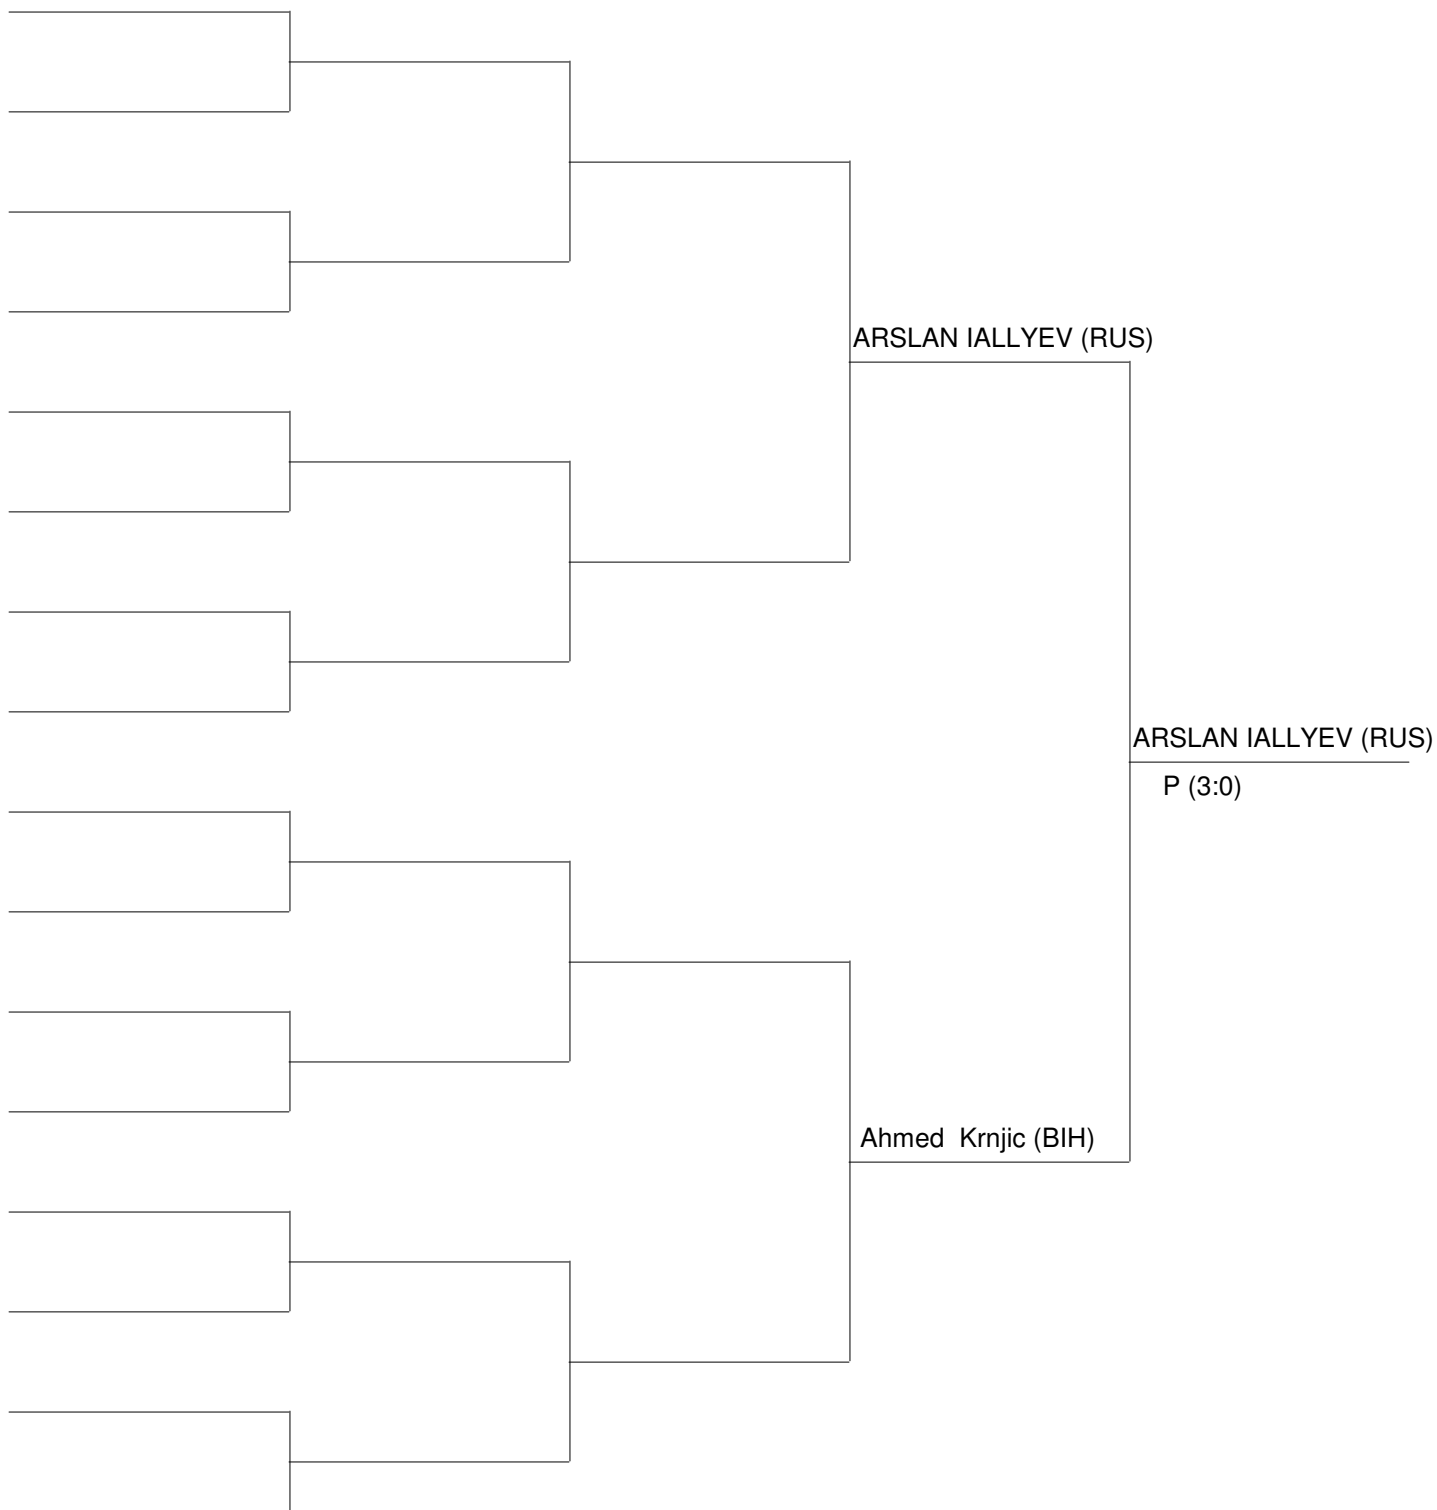 ARSLAN IALLYEV (RUS)
ARSLAN IALLYEV (RUS)
P (3:0)
Ahmed  Krnjic (BIH)